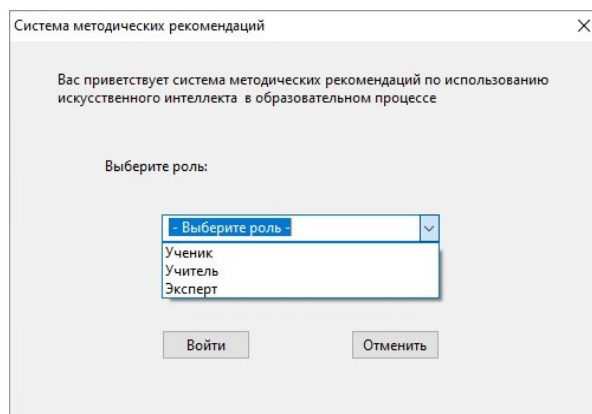 Система методических рекомендаций
Вас приветствует система методических рекомендаций по использованию
искусственного интеллекта в образовательном процессе
Выберите роль:
- Выберите роль -
Ученик
Учитель
Эксперт
Войти
Отменить